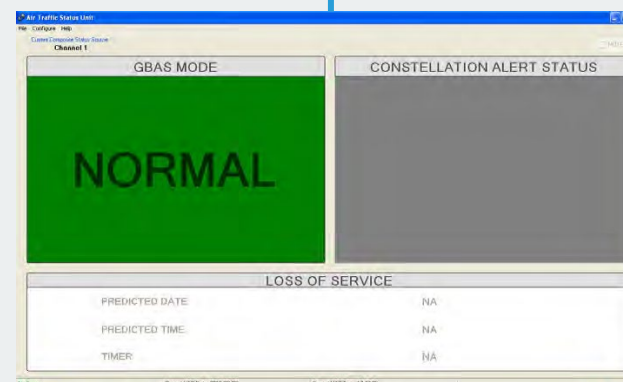 Air Traffic Status Unit
File Configure Help
Current Composite Status Source
Channel 1
GBAS MODE
CONSTELLATION ALERT STATUS
NORMAL
LOSS OF SERVICE
PREDICTED DATE NA
PREDICTED TIME NA
TIMER NA